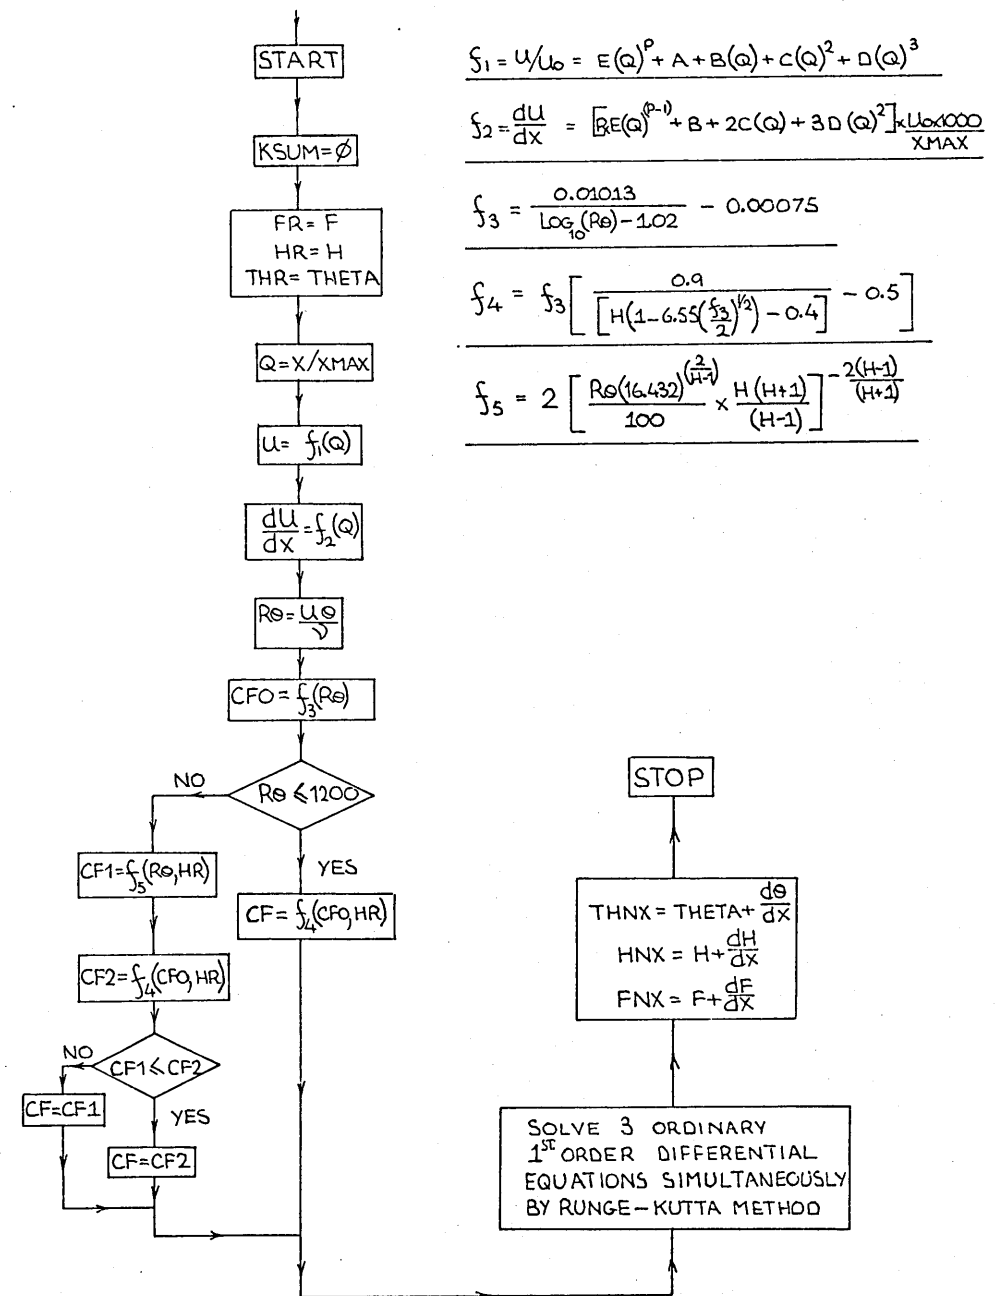 START
KSUM=∅
FR= F
HR= H
THR= THETA
Q=X/XMAX
U= f₁(Q)
dU/dx = f₂(Q)
Rθ = Uθ/ν
CFO = f₃(Rθ)
Rθ ≤ 1200
NO
YES
CF1=f₅(Rθ,HR)
CF= f₄(CFO,HR)
CF2=f₄(CFO,HR)
CF1≤CF2
NO
YES
CF=CF1
CF=CF2
f₁ = U/U₀ = E(Q)^P + A + B(Q) + C(Q)² + D(Q)³
f₂ = dU/dx = [P.E(Q)^(P-1) + B + 2C(Q) + 3D(Q)²] x U₀x1000/XMAX
f₃ = 0.01013/(LOG₁₀(Rθ) - 1.02) - 0.00075
f₄ = f₃ [ 0.9/[H(1-6.55(f₃/2)^1/2) - 0.4] - 0.5 ]
f₅ = 2 [ Rθ(16.432)^(2/(H-1))/100 x H(H+1)/(H-1) ]^-2(H-1)/(H+1)
STOP
THNX = THETA + dθ/dx
HNX = H + dH/dx
FNX = F + dF/dx
SOLVE 3 ORDINARY
1ST ORDER DIFFERENTIAL
EQUATIONS SIMULTANEOUSLY
BY RUNGE-KUTTA METHOD